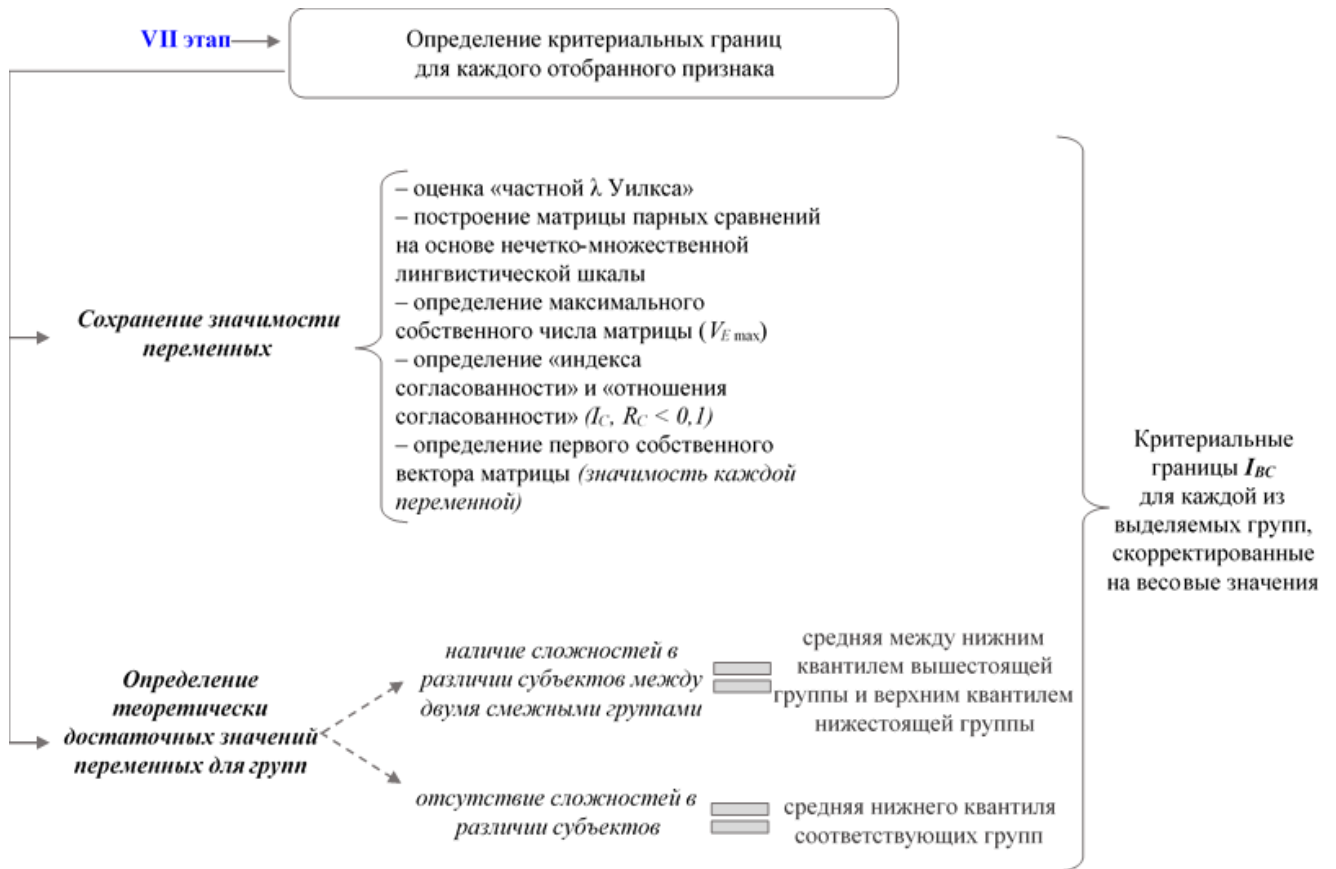 VII этап
Определение критериальных границ
для каждого отобранного признака
Сохранение значимости
переменных
– оценка «частной λ Уилкса»
– построение матрицы парных сравнений
на основе нечетко-множественной
лингвистической шкалы
– определение максимального
собственного числа матрицы (V_E max)
– определение «индекса
согласованности» и «отношения
согласованности» (I_C, R_C < 0,1)
– определение первого собственного
вектора матрицы (значимость каждой
переменной)
Определение
теоретически
достаточных значений
переменных для групп
наличие сложностей в
различии субъектов между
двумя смежными группами
средняя между нижним
квантилем вышестоящей
группы и верхним квантилем
нижестоящей группы
отсутствие сложностей в
различии субъектов
средняя нижнего квантиля
соответствующих групп
Критериальные
границы I_BC
для каждой из
выделяемых групп,
скорректированные
на весовые значения